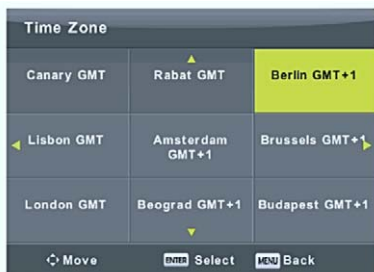 Time Zone
Canary GMT
Rabat GMT
Berlin GMT+1
Lisbon GMT
Amsterdam
GMT+1
Brussels GMT+1
London GMT
Beograd GMT+1
Budapest GMT+1
Move
ENTER Select
MENU Back